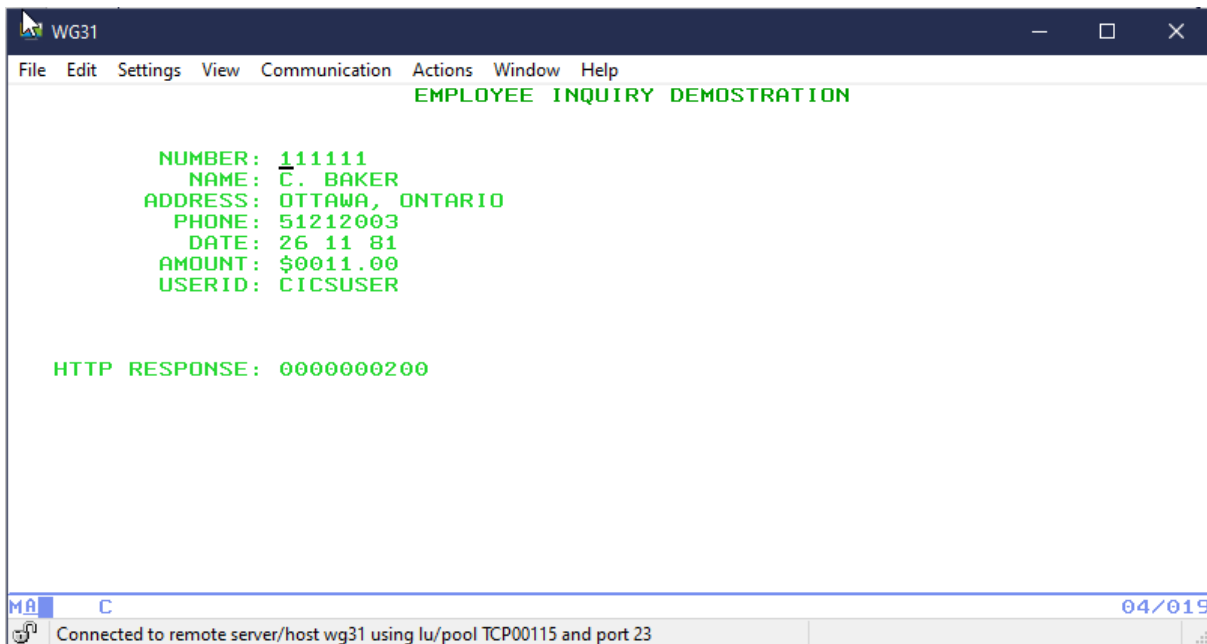 WG31
File Edit Settings View Communication Actions Window Help
EMPLOYEE INQUIRY DEMOSTRATION
NUMBER: 111111
NAME: C. BAKER
ADDRESS: OTTAWA, ONTARIO
PHONE: 51212003
DATE: 26 11 81
AMOUNT: $0011.00
USERID: CICSUSER
HTTP RESPONSE: 0000000200
MA C 04/019
Connected to remote server/host wg31 using lu/pool TCP00115 and port 23